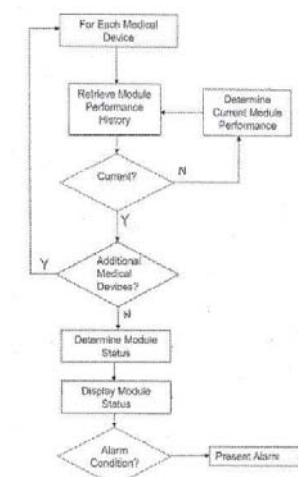 For Each Medical
Device
Retrieve Module
Performance
History
Determine
Current Module
Performance
Current?
N
Y
Additional
Medical
Devices?
Y
N
Determine Module
Status
Display Module
Status
Alarm
Condition?
Present Alarm